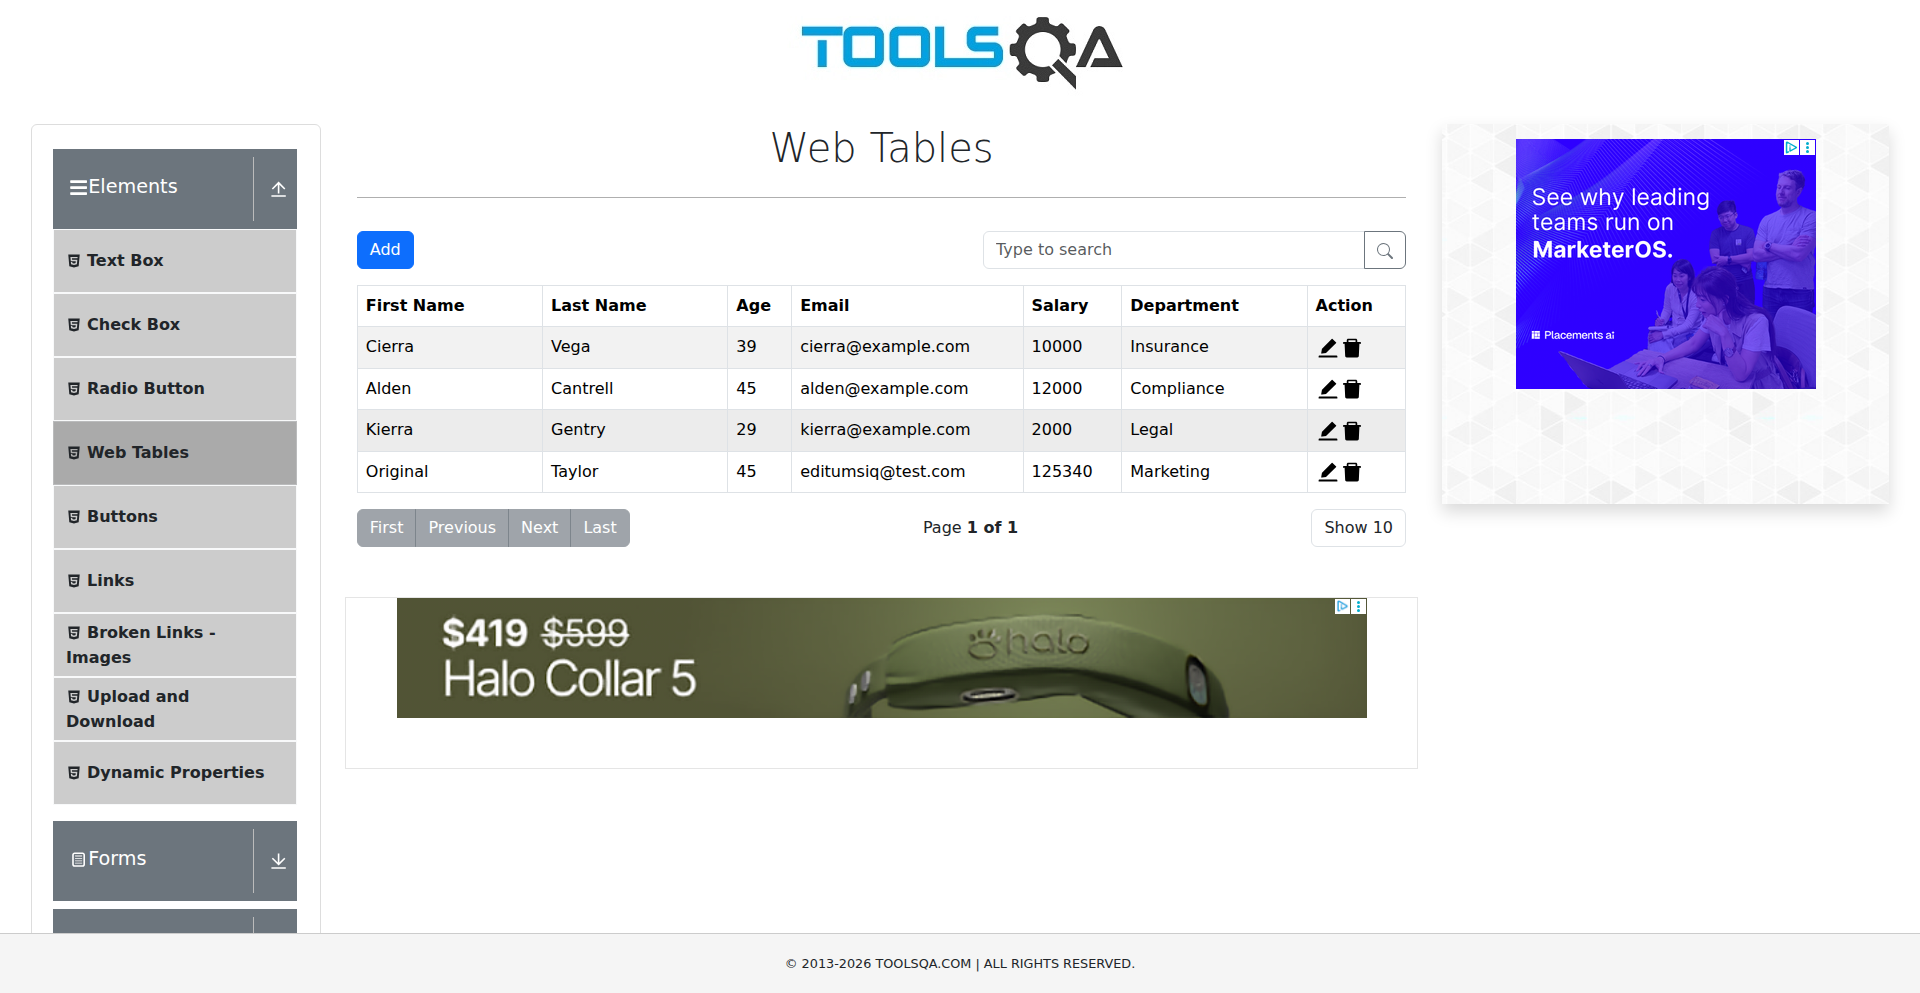 TOOLSQA
Web Tables
Elements
Text Box
Check Box
Radio Button
Web Tables
Buttons
Links
Broken Links -
Images
Upload and
Download
Dynamic Properties
Forms
Add
Type to search
First Name Last Name Age Email Salary Department Action
Cierra Vega 39 cierra@example.com 10000 Insurance
Alden Cantrell 45 alden@example.com 12000 Compliance
Kierra Gentry 29 kierra@example.com 2000 Legal
Original Taylor 45 editumsiq@test.com 125340 Marketing
First Previous Next Last
Page 1 of 1
Show 10
See why leading
teams run on
MarketerOS.
Placements ai
$419 $599
Halo Collar 5
halo
© 2013-2026 TOOLSQA.COM | ALL RIGHTS RESERVED.